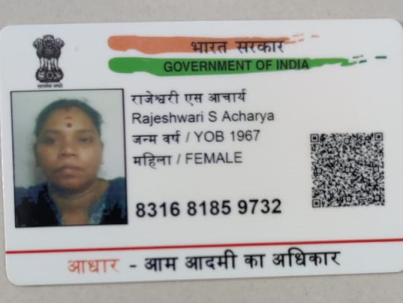 भारत सरकार
GOVERNMENT OF INDIA
राजेश्वरी एस आचार्य
Rajeshwari S Acharya
जन्म वर्ष / YOB 1967
महिला / FEMALE
8316 8185 9732
आधार - आम आदमी का अधिकार